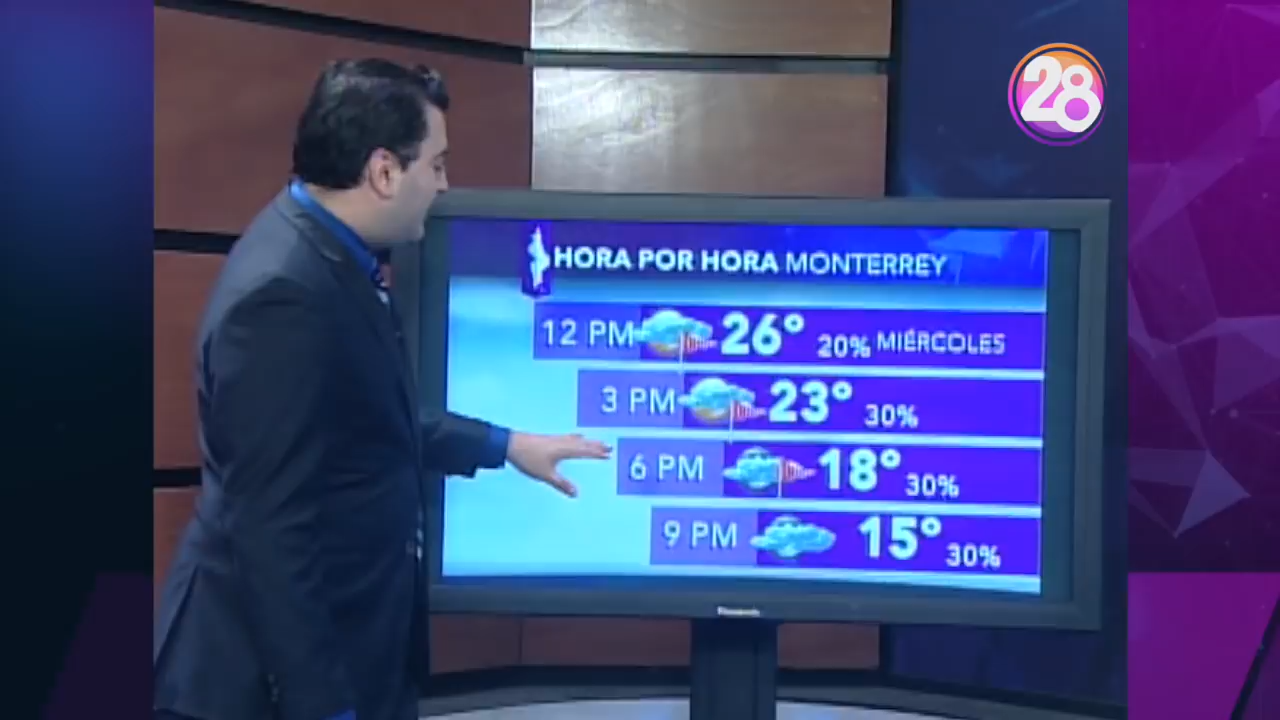 28
HORA POR HORA MONTERREY
12 PM 26° 20% MIÉRCOLES
3 PM 23° 30%
6 PM 18° 30%
9 PM 15° 30%
Panasonic